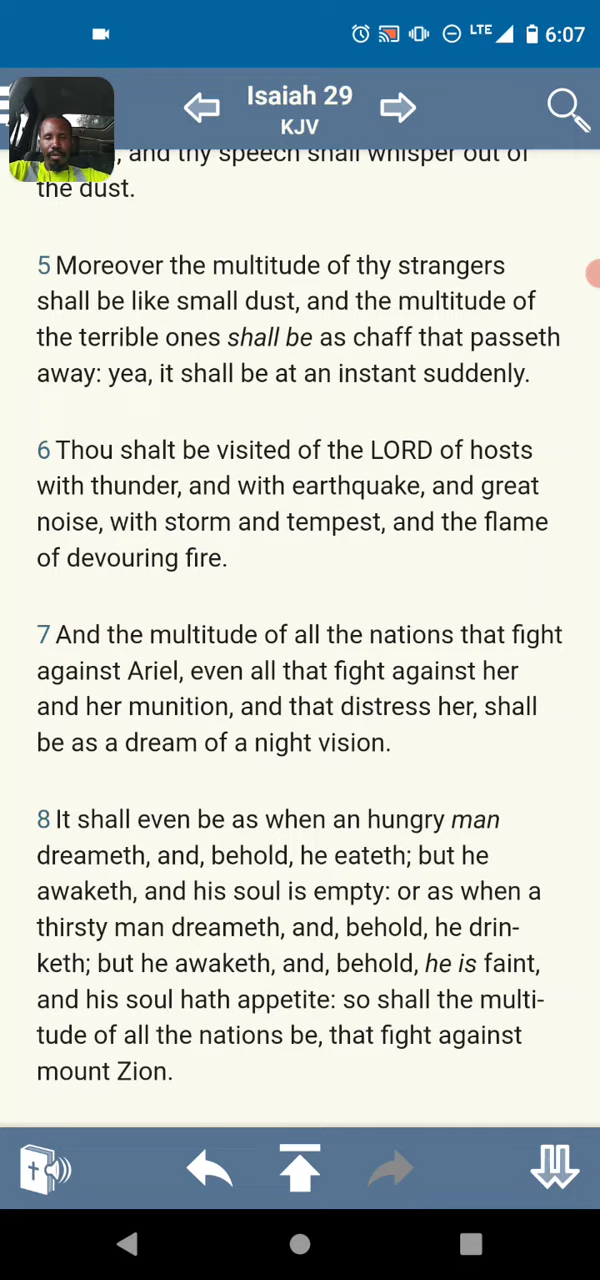 LTE 6:07
Isaiah 29
KJV
, and thy speech shall whisper out of
the dust.
5 Moreover the multitude of thy strangers
shall be like small dust, and the multitude of
the terrible ones shall be as chaff that passeth
away: yea, it shall be at an instant suddenly.
6 Thou shalt be visited of the LORD of hosts
with thunder, and with earthquake, and great
noise, with storm and tempest, and the flame
of devouring fire.
7 And the multitude of all the nations that fight
against Ariel, even all that fight against her
and her munition, and that distress her, shall
be as a dream of a night vision.
8 It shall even be as when an hungry man
dreameth, and, behold, he eateth; but he
awaketh, and his soul is empty: or as when a
thirsty man dreameth, and, behold, he drin-
keth; but he awaketh, and, behold, he is faint,
and his soul hath appetite: so shall the multi-
tude of all the nations be, that fight against
mount Zion.